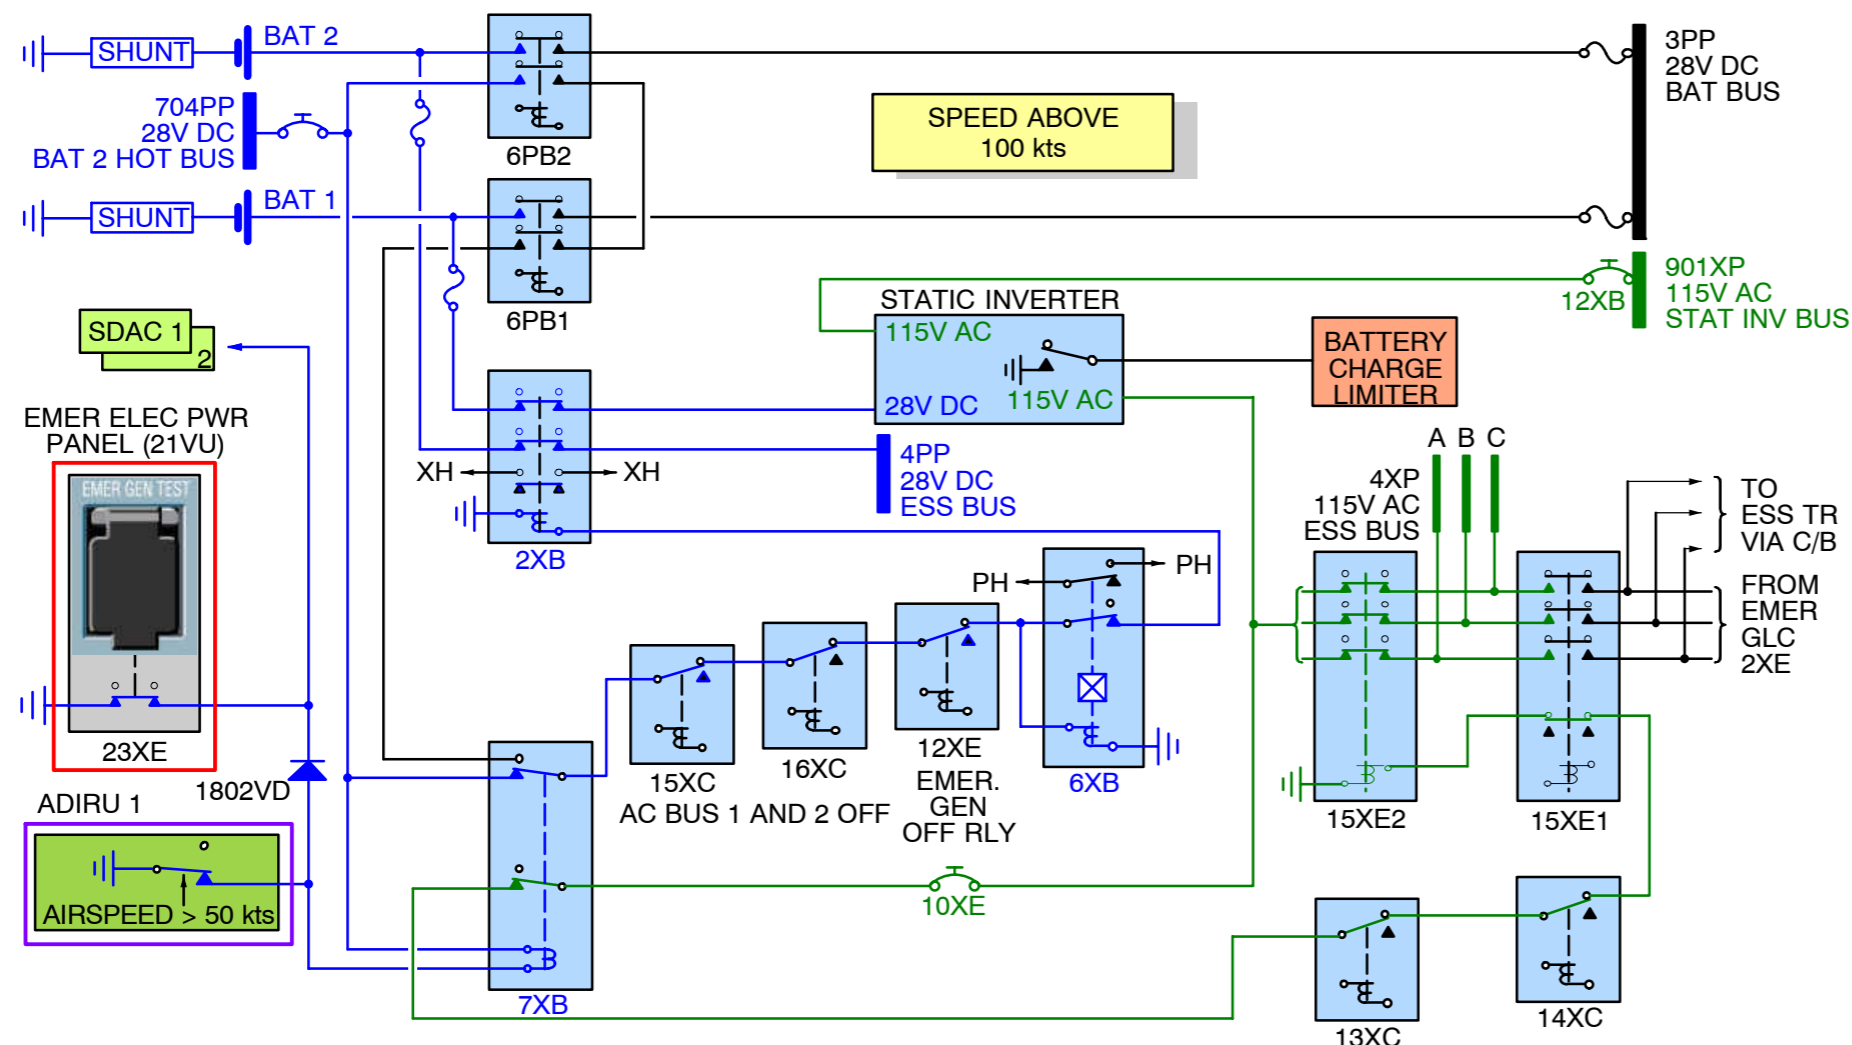 BAT 2
SHUNT
704PP
28V DC
BAT 2 HOT BUS
6PB2
SPEED ABOVE
100 kts
3PP
28V DC
BAT BUS
BAT 1
SHUNT
6PB1
901XP
115V AC
STAT INV BUS
12XB
STATIC INVERTER
115V AC
28V DC
115V AC
BATTERY
CHARGE
LIMITER
SDAC 1
2
EMER ELEC PWR
PANEL (21VU)
EMER GEN TEST
23XE
XH
XH
2XB
4PP
28V DC
ESS BUS
A B C
4XP
115V AC
ESS BUS
TO
ESS TR
VIA C/B
FROM
EMER
GLC
2XE
PH
PH
6XB
15XC
16XC
AC BUS 1 AND 2 OFF
12XE
EMER.
GEN
OFF RLY
15XE2
15XE1
1802VD
ADIRU 1
AIRSPEED > 50 kts
7XB
10XE
13XC
14XC